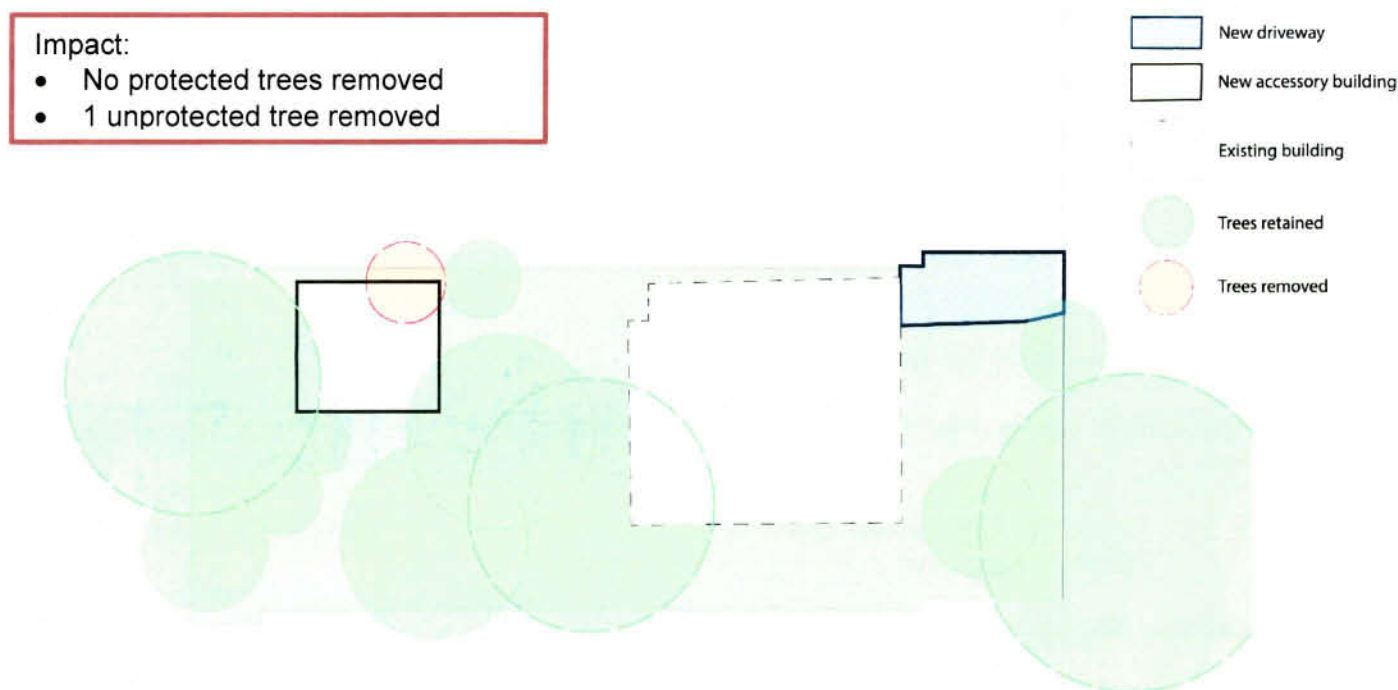 Impact:
• No protected trees removed
• 1 unprotected tree removed
New driveway
New accessory building
Existing building
Trees retained
Trees removed